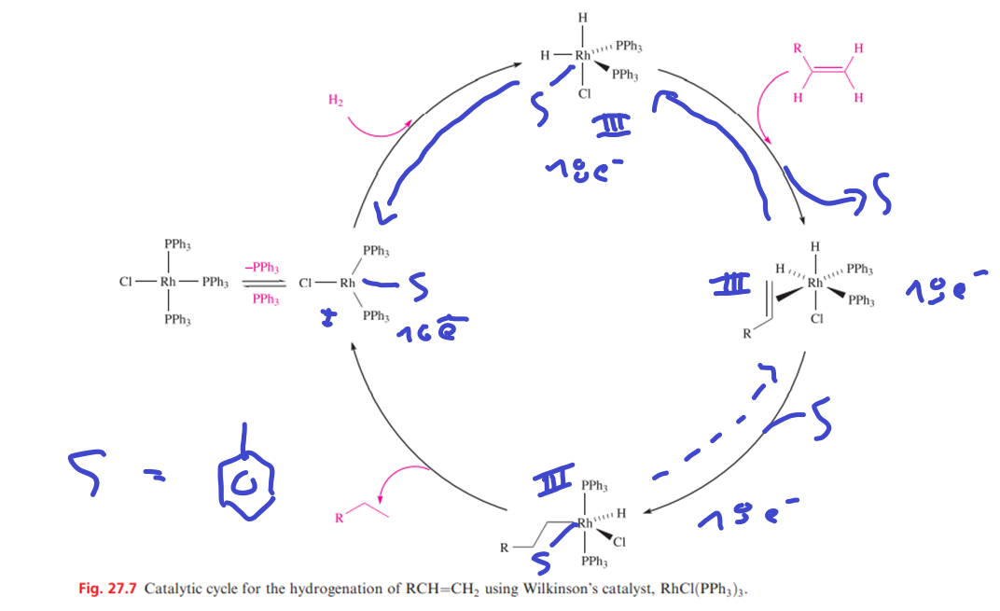 H
H—Rh PPh₃
PPh₃
Cl
S
III
18e⁻
H₂
R H
H H
S
PPh₃
Cl—Rh—PPh₃
PPh₃
–PPh₃
PPh₃
PPh₃
Cl—Rh—S
PPh₃
I
16e⁻
III
H
H Rh PPh₃
PPh₃
Cl
R
18e⁻
S
S =
III
PPh₃
Rh H
Cl
PPh₃
R
S
18e⁻
R
Fig. 27.7 Catalytic cycle for the hydrogenation of RCH=CH₂ using Wilkinson's catalyst, RhCl(PPh₃)₃.